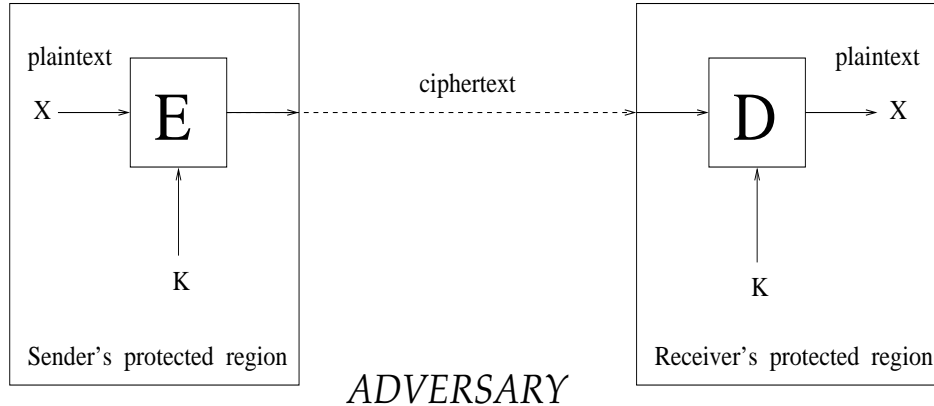 plaintext
X
E
K
Sender's protected region
ciphertext
ADVERSARY
plaintext
D
X
K
Receiver's protected region